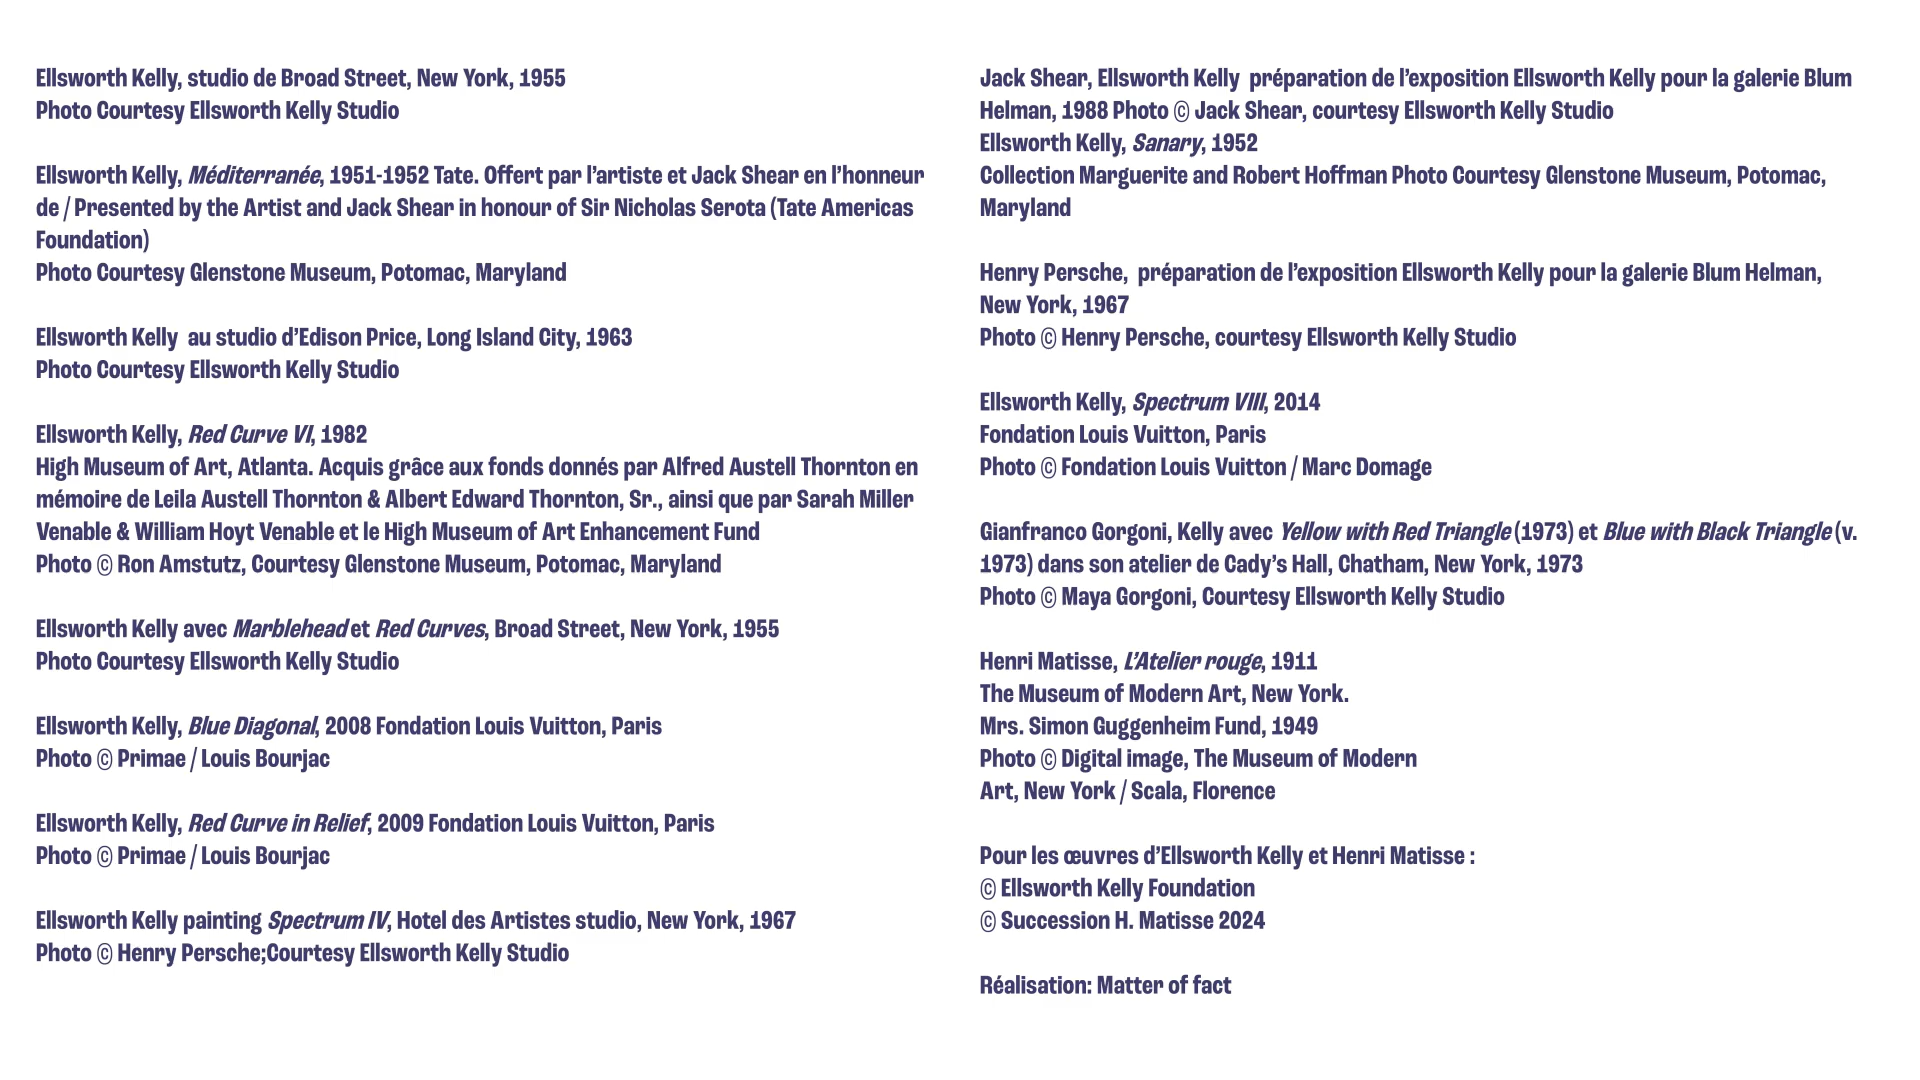 Ellsworth Kelly, studio de Broad Street, New York, 1955
Photo Courtesy Ellsworth Kelly Studio
Ellsworth Kelly, Méditerranée, 1951-1952 Tate. Offert par l’artiste et Jack Shear en l’honneur
de / Presented by the Artist and Jack Shear in honour of Sir Nicholas Serota (Tate Americas
Foundation)
Photo Courtesy Glenstone Museum, Potomac, Maryland
Ellsworth Kelly  au studio d’Edison Price, Long Island City, 1963
Photo Courtesy Ellsworth Kelly Studio
Ellsworth Kelly, Red Curve VI, 1982
High Museum of Art, Atlanta. Acquis grâce aux fonds donnés par Alfred Austell Thornton en
mémoire de Leila Austell Thornton & Albert Edward Thornton, Sr., ainsi que par Sarah Miller
Venable & William Hoyt Venable et le High Museum of Art Enhancement Fund
Photo © Ron Amstutz, Courtesy Glenstone Museum, Potomac, Maryland
Ellsworth Kelly avec Marblehead et Red Curves, Broad Street, New York, 1955
Photo Courtesy Ellsworth Kelly Studio
Ellsworth Kelly, Blue Diagonal, 2008 Fondation Louis Vuitton, Paris
Photo © Primae / Louis Bourjac
Ellsworth Kelly, Red Curve in Relief, 2009 Fondation Louis Vuitton, Paris
Photo © Primae / Louis Bourjac
Ellsworth Kelly painting Spectrum IV, Hotel des Artistes studio, New York, 1967
Photo © Henry Persche;Courtesy Ellsworth Kelly Studio
Jack Shear, Ellsworth Kelly  préparation de l’exposition Ellsworth Kelly pour la galerie Blum
Helman, 1988 Photo © Jack Shear, courtesy Ellsworth Kelly Studio
Ellsworth Kelly, Sanary, 1952
Collection Marguerite and Robert Hoffman Photo Courtesy Glenstone Museum, Potomac,
Maryland
Henry Persche,  préparation de l’exposition Ellsworth Kelly pour la galerie Blum Helman,
New York, 1967
Photo © Henry Persche, courtesy Ellsworth Kelly Studio
Ellsworth Kelly, Spectrum VIII, 2014
Fondation Louis Vuitton, Paris
Photo © Fondation Louis Vuitton / Marc Domage
Gianfranco Gorgoni, Kelly avec Yellow with Red Triangle (1973) et Blue with Black Triangle (v.
1973) dans son atelier de Cady’s Hall, Chatham, New York, 1973
Photo © Maya Gorgoni, Courtesy Ellsworth Kelly Studio
Henri Matisse, L’Atelier rouge, 1911
The Museum of Modern Art, New York.
Mrs. Simon Guggenheim Fund, 1949
Photo © Digital image, The Museum of Modern
Art, New York / Scala, Florence
Pour les œuvres d’Ellsworth Kelly et Henri Matisse :
© Ellsworth Kelly Foundation
© Succession H. Matisse 2024
Réalisation: Matter of fact